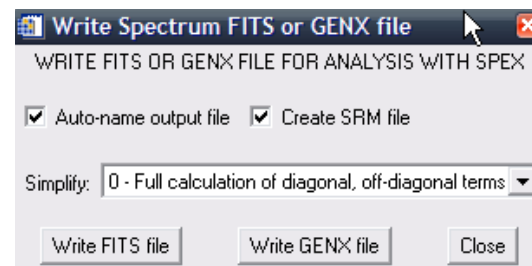 Write Spectrum FITS or GENX file
WRITE FITS OR GENX FILE FOR ANALYSIS WITH SPEX
Auto-name output file Create SRM file
Simplify: 0 - Full calculation of diagonal, off-diagonal terms
Write FITS file Write GENX file Close